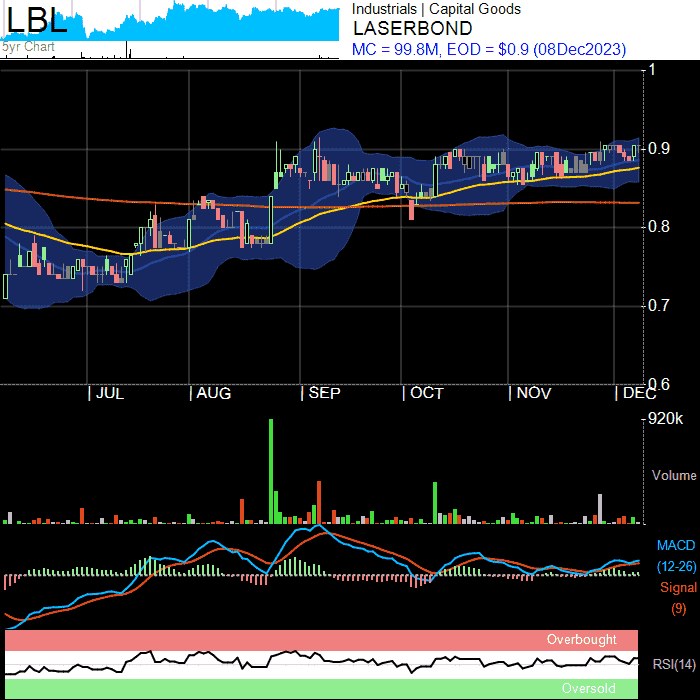 LBL
5yr Chart
Industrials | Capital Goods
LASERBOND
MC = 99.8M, EOD = $0.9 (08Dec2023)
1
0.9
0.8
0.7
0.6
| JUL | AUG | SEP | OCT | NOV | DEC
920k
Volume
MACD
(12-26)
Signal
(9)
Overbought
RSI(14)
Oversold